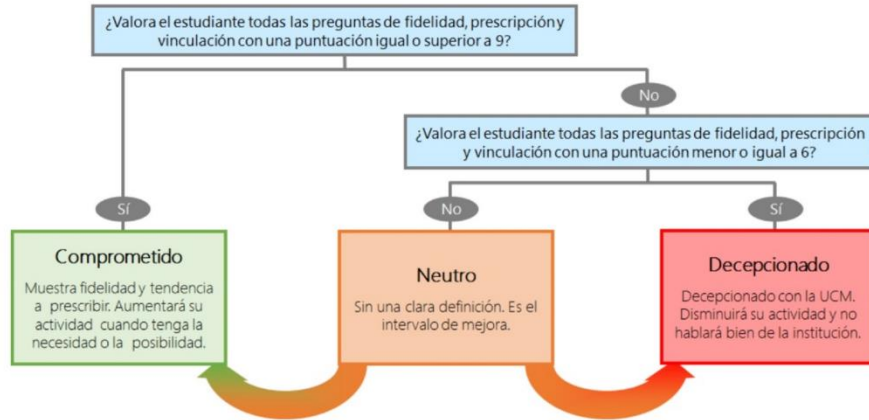 ¿Valora el estudiante todas las preguntas de fidelidad, prescripción y
vinculación con una puntuación igual o superior a 9?
No
¿Valora el estudiante todas las preguntas de fidelidad, prescripción
y vinculación con una puntuación menor o igual a 6?
Sí
No
Sí
Comprometido
Muestra fidelidad y tendencia
a prescribir. Aumentará su
actividad cuando tenga la
necesidad o la posibilidad.
Neutro
Sin una clara definición. Es el
intervalo de mejora.
Decepcionado
Decepcionado con la UCM.
Disminuirá su actividad y no
hablará bien de la institución.